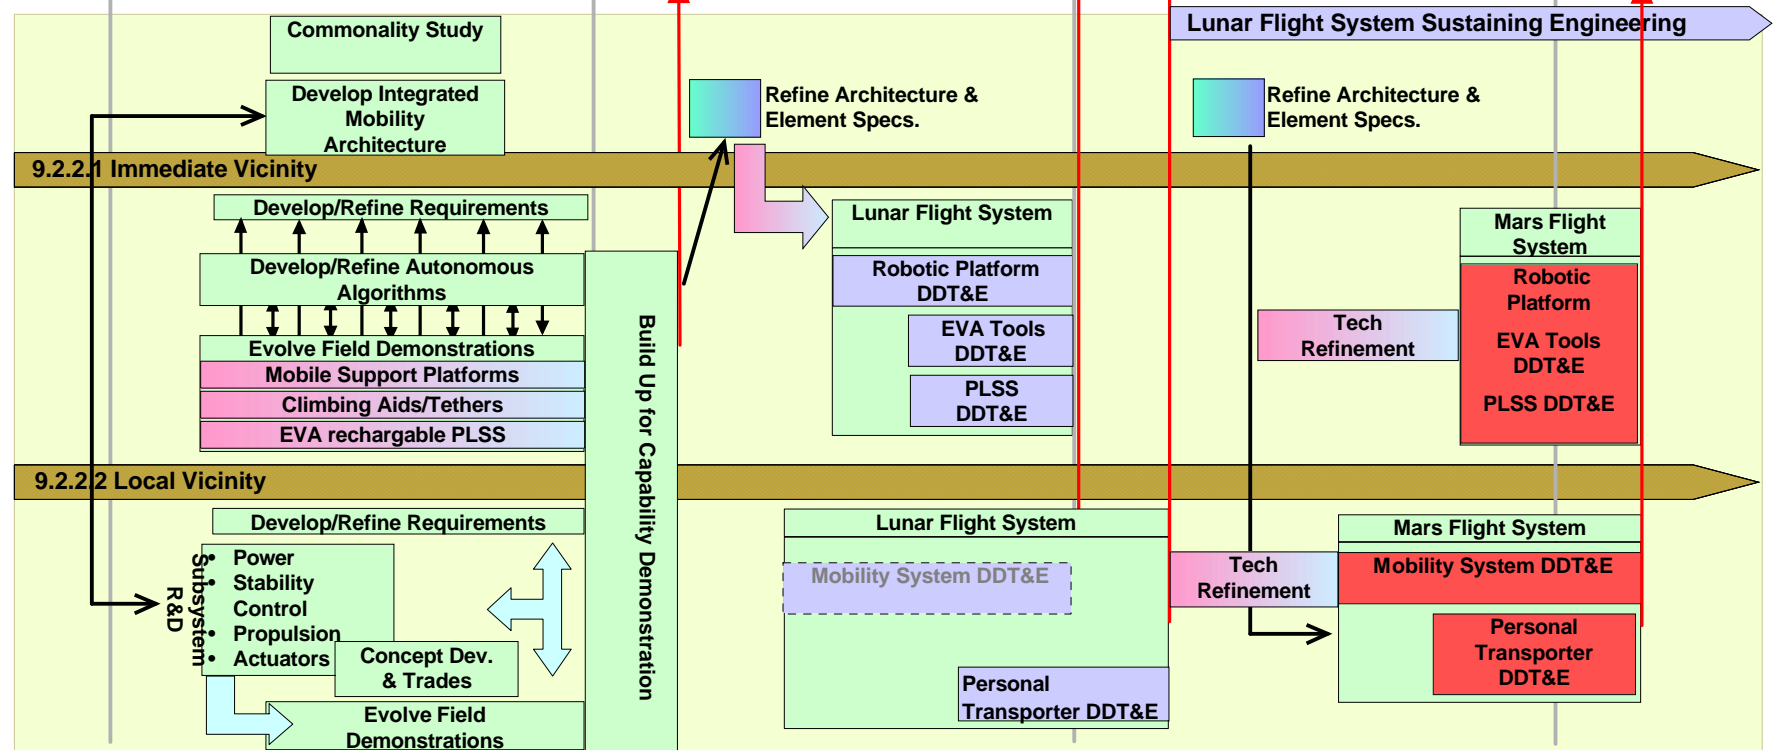 Commonality Study
Lunar Flight System Sustaining Engineering
Develop Integrated
Mobility
Architecture
Refine Architecture &
Element Specs.
Refine Architecture &
Element Specs.
9.2.2.1 Immediate Vicinity
Develop/Refine Requirements
Develop/Refine Autonomous
Algorithms
Evolve Field Demonstrations
Mobile Support Platforms
Climbing Aids/Tethers
EVA rechargable PLSS
Build Up for Capability Demonstration
Lunar Flight System
Robotic Platform
DDT&E
EVA Tools
DDT&E
PLSS
DDT&E
Tech
Refinement
Mars Flight
System
Robotic
Platform
EVA Tools
DDT&E
PLSS DDT&E
9.2.2.2 Local Vicinity
Develop/Refine Requirements
Subsystem
R&D
• Power
• Stability
Control
• Propulsion
• Actuators
Concept Dev.
& Trades
Evolve Field
Demonstrations
Lunar Flight System
Mobility System DDT&E
Personal
Transporter DDT&E
Tech
Refinement
Mars Flight System
Mobility System DDT&E
Personal
Transporter
DDT&E